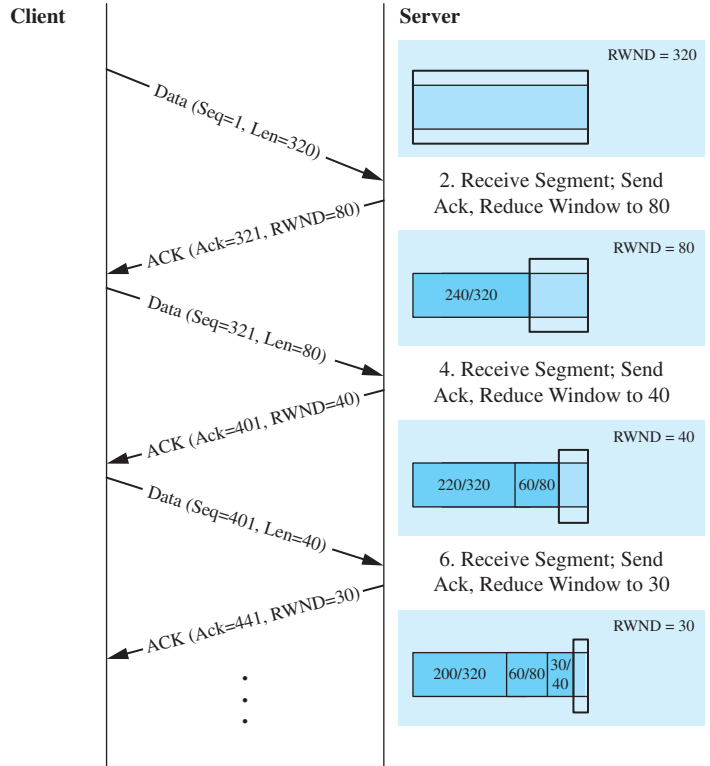 Client
Server
RWND = 320
Data (Seq=1, Len=320)
2. Receive Segment; Send
Ack, Reduce Window to 80
ACK (Ack=321, RWND=80)
RWND = 80
240/320
Data (Seq=321, Len=80)
4. Receive Segment; Send
Ack, Reduce Window to 40
ACK (Ack=401, RWND=40)
RWND = 40
220/320
60/80
Data (Seq=401, Len=40)
6. Receive Segment; Send
Ack, Reduce Window to 30
ACK (Ack=441, RWND=30)
RWND = 30
200/320
60/80
30/
40